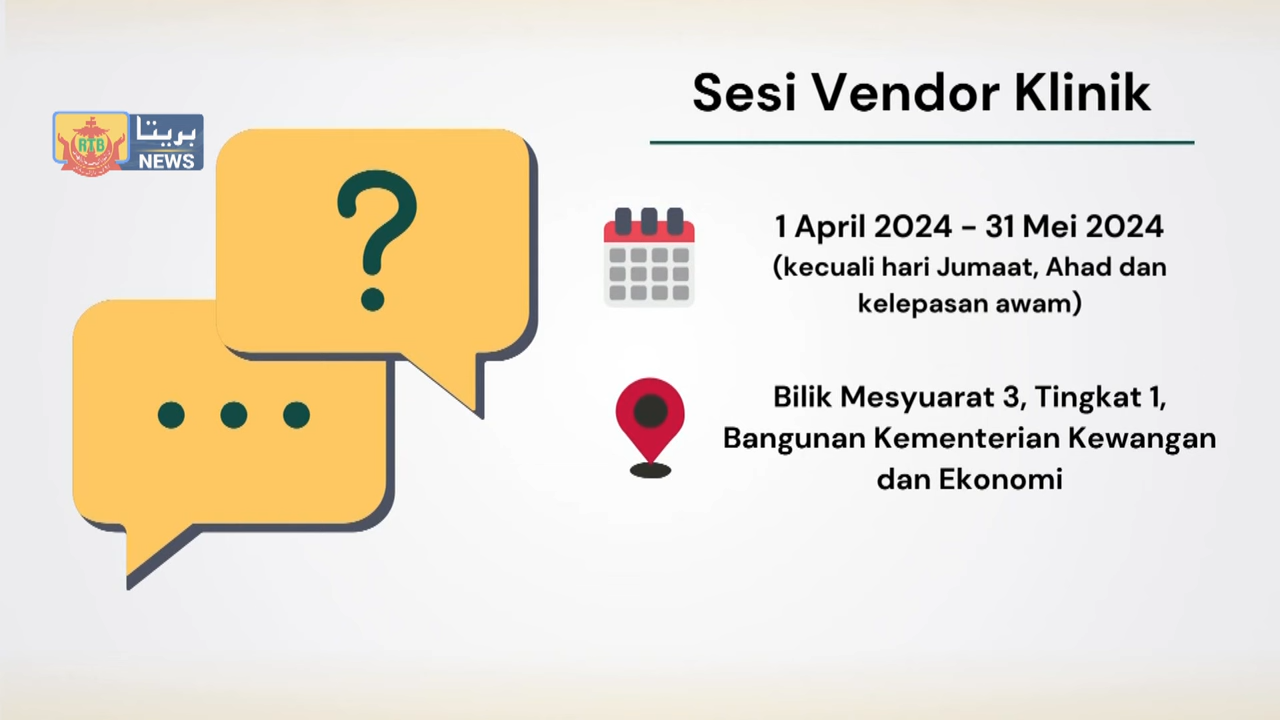 Sesi Vendor Klinik
RTB
بريتا
NEWS
?
1 April 2024 – 31 Mei 2024
(kecuali hari Jumaat, Ahad dan
kelepasan awam)
Bilik Mesyuarat 3, Tingkat 1,
Bangunan Kementerian Kewangan
dan Ekonomi